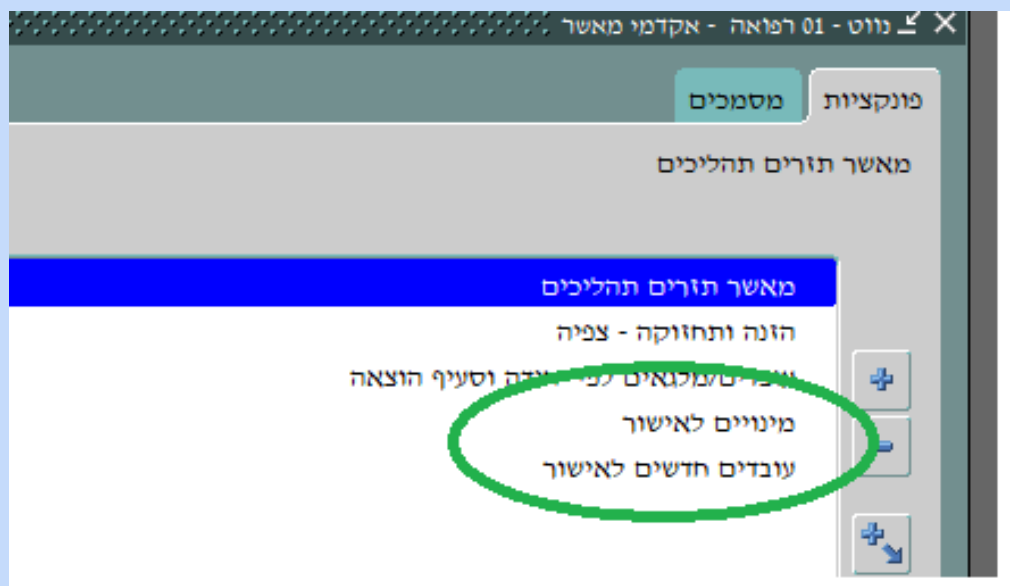 נווט - 01 רפואה - אקדמי מאשר
פונקציות
מסמכים
מאשר תזרים תהליכים
מאשר תזרים תהליכים
הזנה ותחזוקה - צפיה
וסעיף הוצאה
מינויים לאישור
עובדים חדשים לאישור